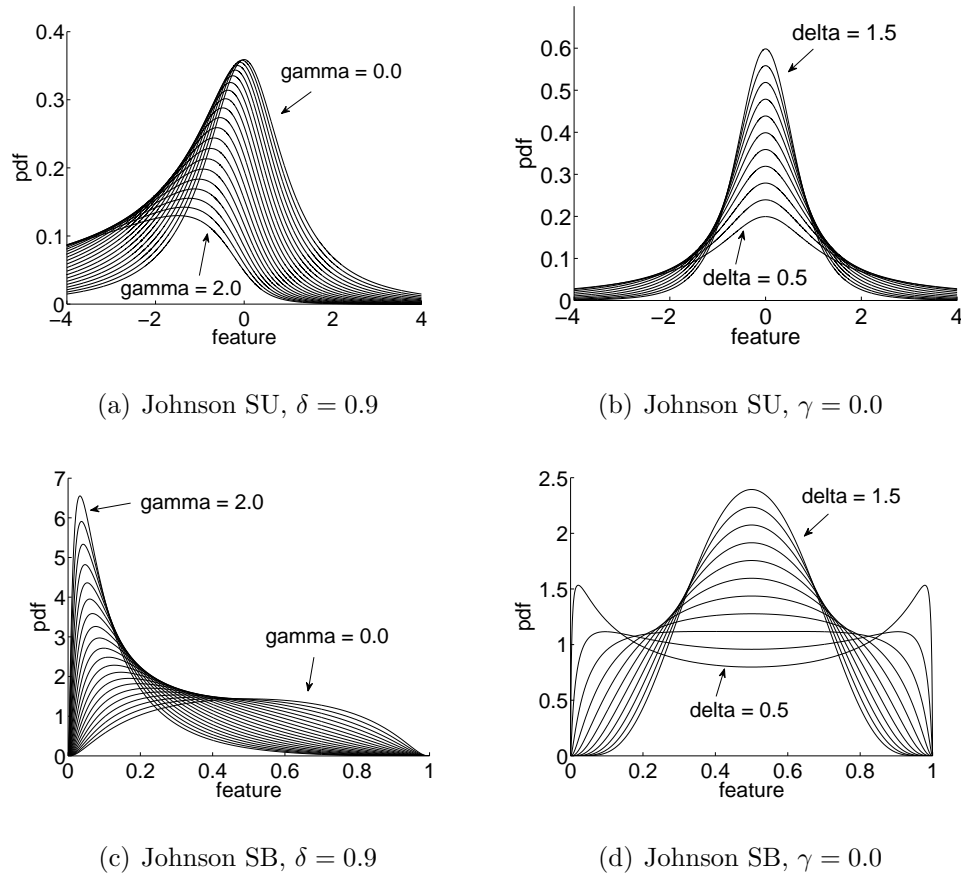 0.4
0.3
0.2
0.1
0
pdf
gamma = 0.0
gamma = 2.0
−4 −2 0 2 4
feature
(a) Johnson SU, δ = 0.9
0.6
0.5
0.4
0.3
0.2
0.1
0
pdf
delta = 1.5
delta = 0.5
−4 −2 0 2 4
feature
(b) Johnson SU, γ = 0.0
7
6
5
4
3
2
1
0
pdf
gamma = 2.0
gamma = 0.0
0 0.2 0.4 0.6 0.8 1
feature
(c) Johnson SB, δ = 0.9
2.5
2
1.5
1
0.5
0
pdf
delta = 1.5
delta = 0.5
0 0.2 0.4 0.6 0.8 1
feature
(d) Johnson SB, γ = 0.0